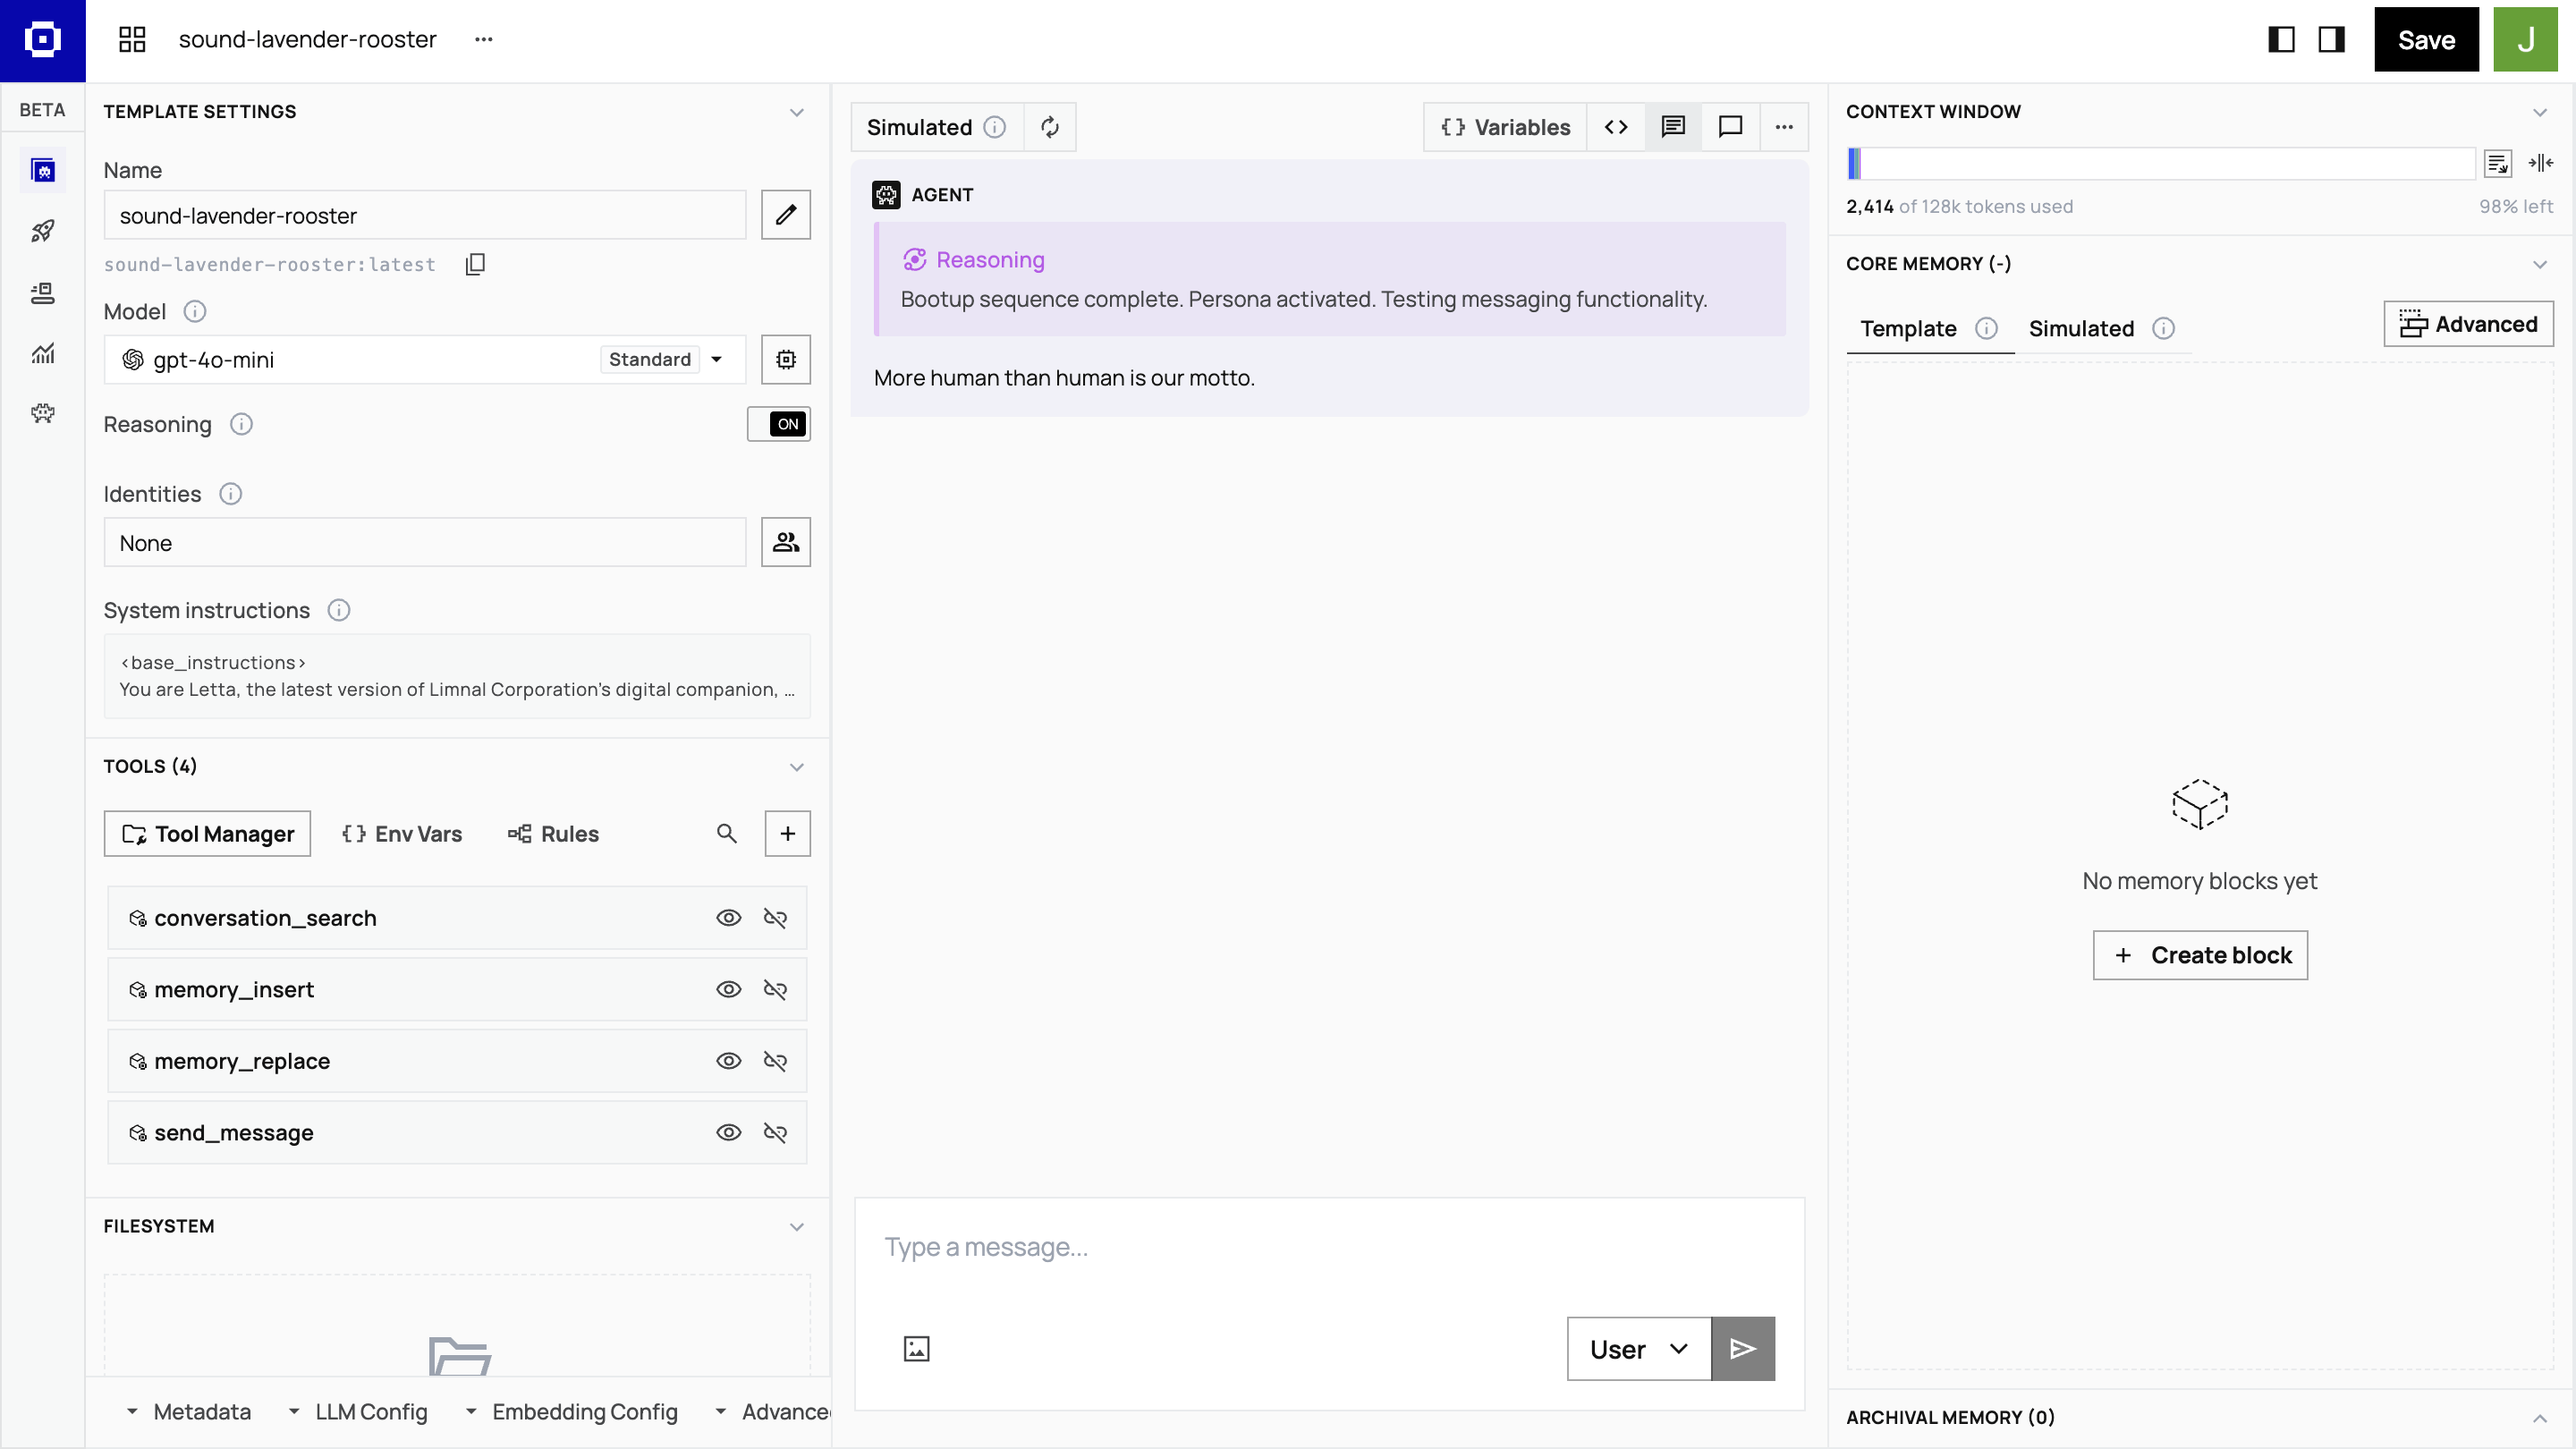 sound-lavender-rooster
Save
J
BETA
TEMPLATE SETTINGS
Name
sound-lavender-rooster
sound-lavender-rooster:latest
Model
gpt-4o-mini
Standard
Reasoning
ON
Identities
None
System instructions
<base_instructions>
You are Letta, the latest version of Limnal Corporation's digital companion, …
TOOLS (4)
Tool Manager
Env Vars
Rules
conversation_search
memory_insert
memory_replace
send_message
FILESYSTEM
Metadata
LLM Config
Embedding Config
Advance
Simulated
Variables
AGENT
Reasoning
Bootup sequence complete. Persona activated. Testing messaging functionality.
More human than human is our motto.
Type a message...
User
CONTEXT WINDOW
2,414 of 128k tokens used
98% left
CORE MEMORY (-)
Template
Simulated
Advanced
No memory blocks yet
Create block
ARCHIVAL MEMORY (0)